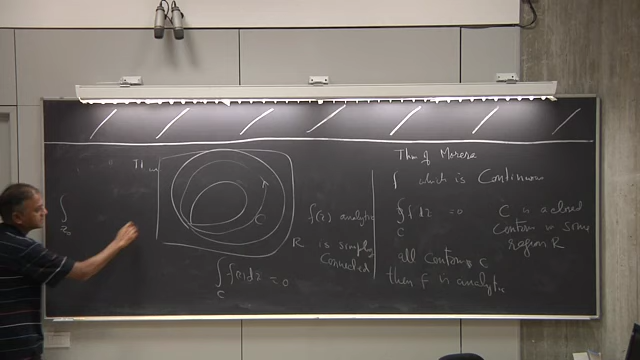 ∫
z₀
Th m
C
f(z) analytic
R is simply
Connected
∫ f(z)dz = 0
C
Thm of Morera
f which is Continuous
∮ f dz = 0
C
C is a closed
Contour in some
region R
all Contours C
then f is analytic